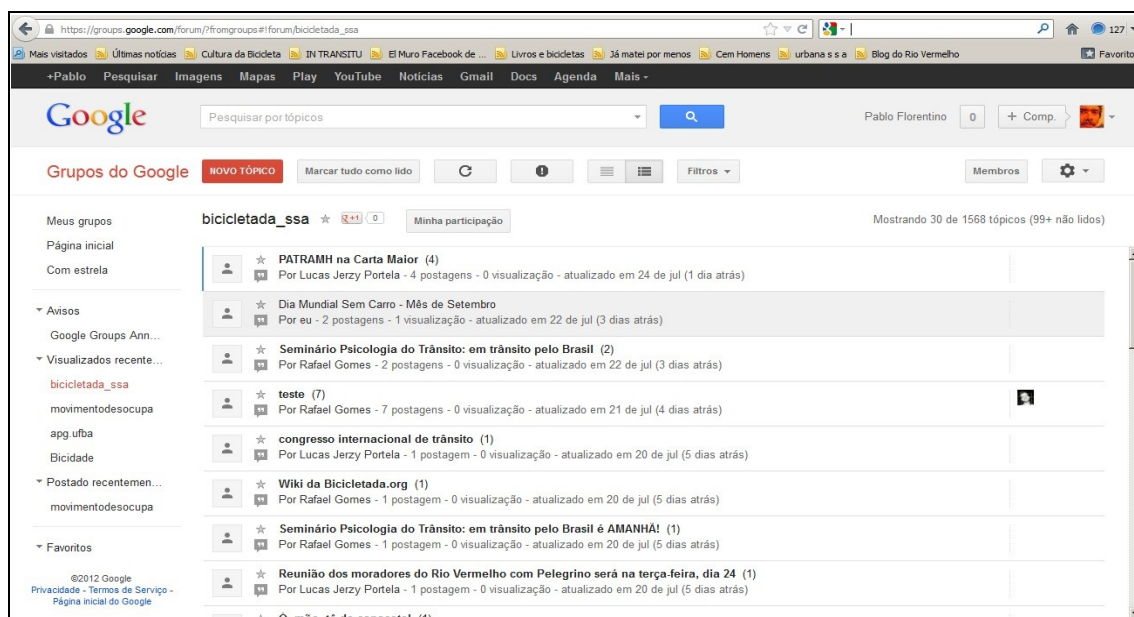 https://groups.google.com/forum/?fromgroups#!forum/bicicletada_ssa
127
Mais visitados Últimas notícias Cultura da Bicicleta IN TRANSITU El Muro Facebook de ... Livros e bicicletas Já matei por menos Cem Homens urbana s s a Blog do Rio Vermelho Favorito
+Pablo Pesquisar Imagens Mapas Play YouTube Notícias Gmail Docs Agenda Mais
Google Pesquisar por tópicos Pablo Florentino 0 + Comp.
Grupos do Google NOVO TÓPICO Marcar tudo como lido Filtros Membros
Meus grupos
Página inicial
Com estrela
Avisos
Google Groups Ann...
Visualizados recente...
bicicletada_ssa
movimentodesocupa
apg.ufba
Bicidade
Postado recentemen...
movimentodesocupa
Favoritos
©2012 Google
Privacidade - Termos de Serviço -
Página inicial do Google
bicicletada_ssa +1 0 Minha participação Mostrando 30 de 1568 tópicos (99+ não lidos)
PATRAMH na Carta Maior (4)
Por Lucas Jerzy Portela - 4 postagens - 0 visualização - atualizado em 24 de jul (1 dia atrás)
Dia Mundial Sem Carro - Mês de Setembro
Por eu - 2 postagens - 1 visualização - atualizado em 22 de jul (3 dias atrás)
Seminário Psicologia do Trânsito: em trânsito pelo Brasil (2)
Por Rafael Gomes - 2 postagens - 0 visualização - atualizado em 22 de jul (3 dias atrás)
teste (7)
Por Rafael Gomes - 7 postagens - 0 visualização - atualizado em 21 de jul (4 dias atrás)
congresso internacional de trânsito (1)
Por Lucas Jerzy Portela - 1 postagem - 0 visualização - atualizado em 20 de jul (5 dias atrás)
Wiki da Bicicletada.org (1)
Por Rafael Gomes - 1 postagem - 0 visualização - atualizado em 20 de jul (5 dias atrás)
Seminário Psicologia do Trânsito: em trânsito pelo Brasil é AMANHÃ! (1)
Por Rafael Gomes - 1 postagem - 0 visualização - atualizado em 20 de jul (5 dias atrás)
Reunião dos moradores do Rio Vermelho com Pelegrino será na terça-feira, dia 24 (1)
Por Lucas Jerzy Portela - 1 postagem - 0 visualização - atualizado em 20 de jul (5 dias atrás)